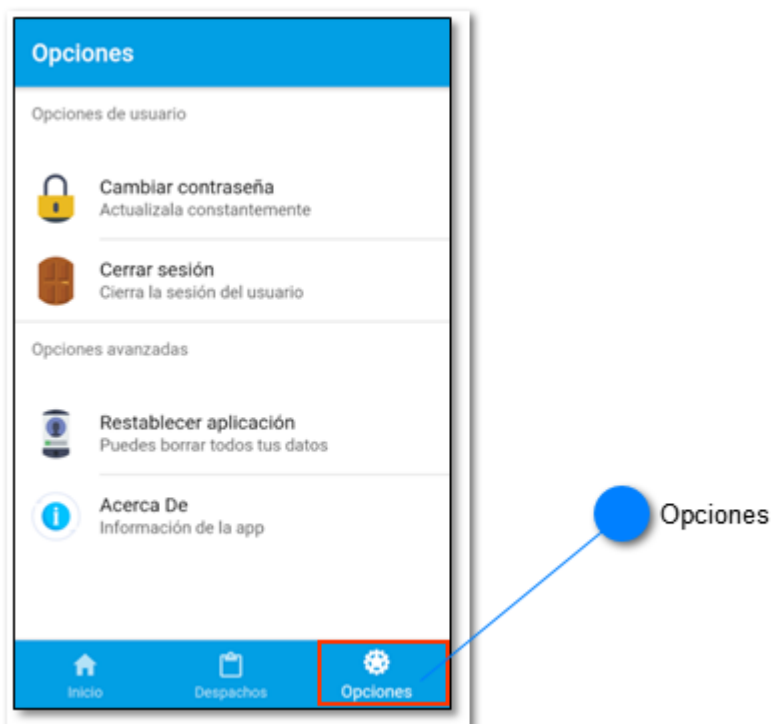 Opciones
Opciones de usuario
Cambiar contraseña
Actualizala constantemente
Cerrar sesión
Cierra la sesión del usuario
Opciones avanzadas
Restablecer aplicación
Puedes borrar todos tus datos
Acerca De
Información de la app
Opciones
Inicio
Despachos
Opciones